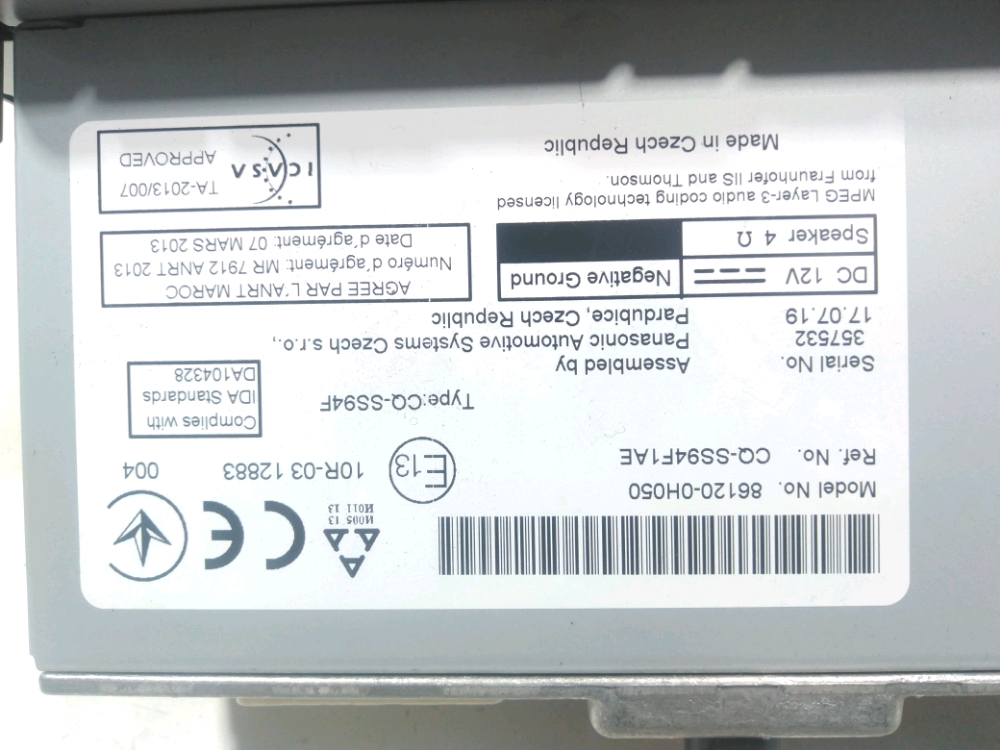 И005 13
И011 13
CE
004
Model No. 86120-0H050
Ref. No. CQ-SS94F1AE
E13
10R-03 12883
Type:CQ-SS94F
Complies with
IDA Standards
DA104328
Serial No.
357532
17.07.19
Assembled by
Panasonic Automotive Systems Czech s.r.o.,
Pardubice, Czech Republic
DC 12V
Negative Ground
Speaker 4 Ω
AGREE PAR L'ANRT MAROC
Numéro d'agrément: MR 7912 ANRT 2013
Date d'agrément: 07 MARS 2013
MPEG Layer-3 audio coding technology licensed
from Fraunhofer IIS and Thomson.
Made in Czech Republic
ICASA
TA-2013/007
APPROVED